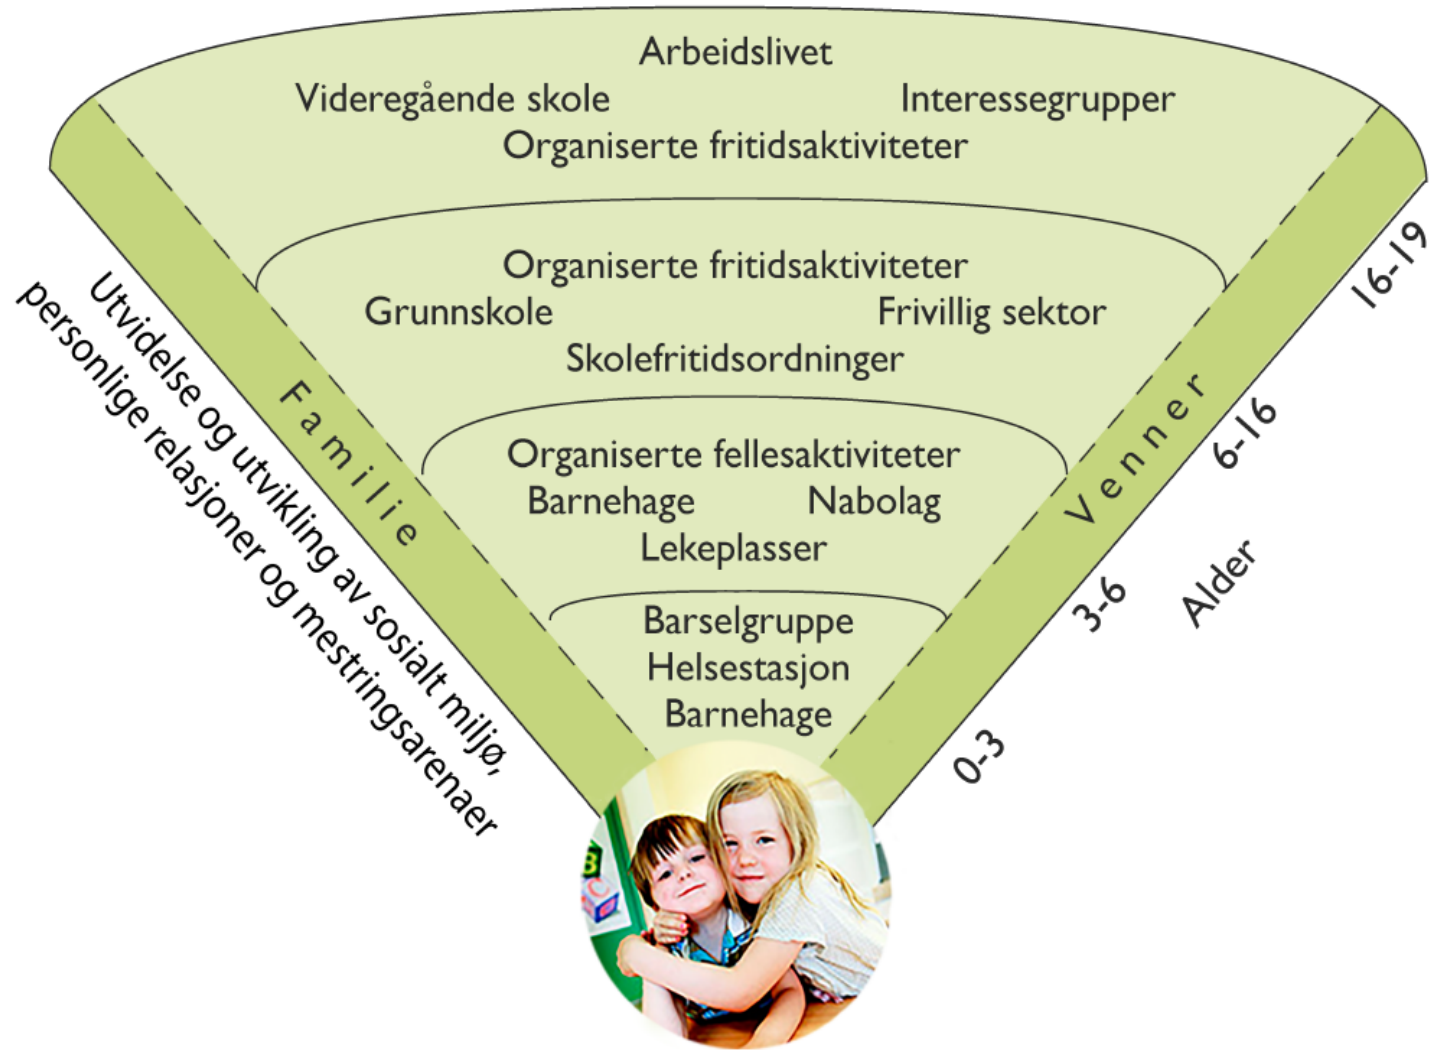 Arbeidslivet
Videregående skole Interessegrupper
Organiserte fritidsaktiviteter
Organiserte fritidsaktiviteter
Grunnskole Frivillig sektor
Skolefritidsordninger
Organiserte fellesaktiviteter
Barnehage Nabolag
Lekeplasser
Barselgruppe
Helsestasjon
Barnehage
Familie
Venner
Utvidelse og utvikling av sosialt miljø,
personlige relasjoner og mestringsarenaer
16-19
6-16
3-6
0-3
Alder
B
C